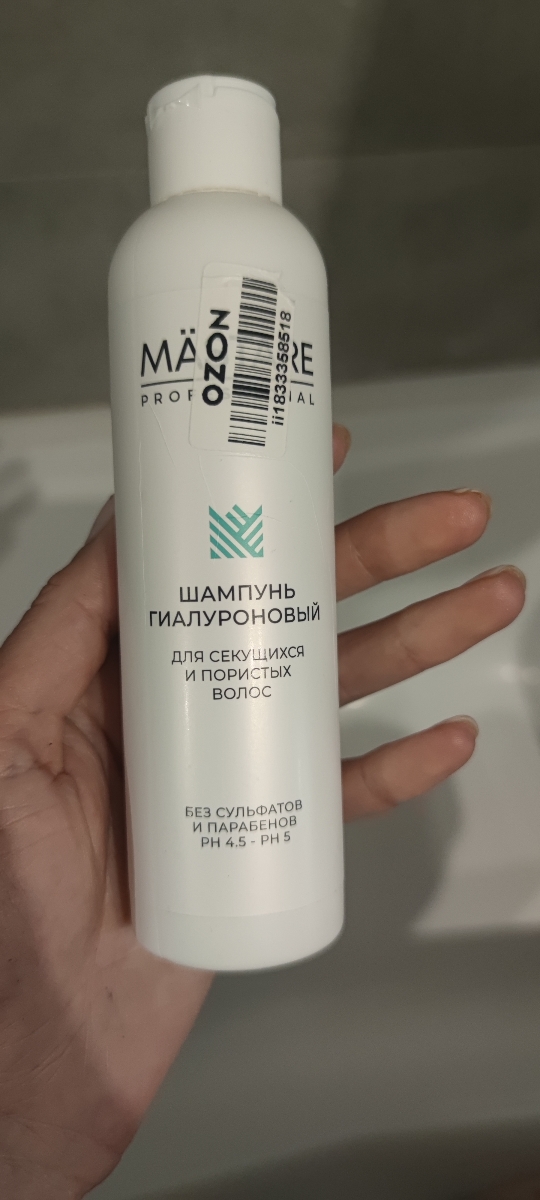 OZON
ii1833358518
ШАМПУНЬ
ГИАЛУРОНОВЫЙ
ДЛЯ СЕКУЩИХСЯ
И ПОРИСТЫХ
ВОЛОС
БЕЗ СУЛЬФАТОВ
И ПАРАБЕНОВ
PH 4.5 - PH 5